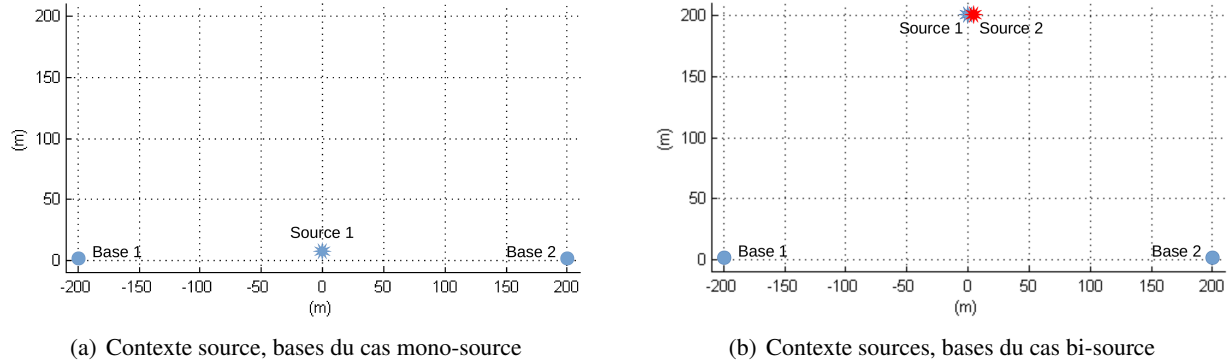 200
150
100
(m)
50
0
Source 1
Base 1
Base 2
-200 -150 -100 -50 0 50 100 150 200
(m)
(a) Contexte source, bases du cas mono-source
200
150
100
(m)
50
0
Source 1 Source 2
Base 1
Base 2
-200 -150 -100 -50 0 50 100 150 200
(m)
(b) Contexte sources, bases du cas bi-source